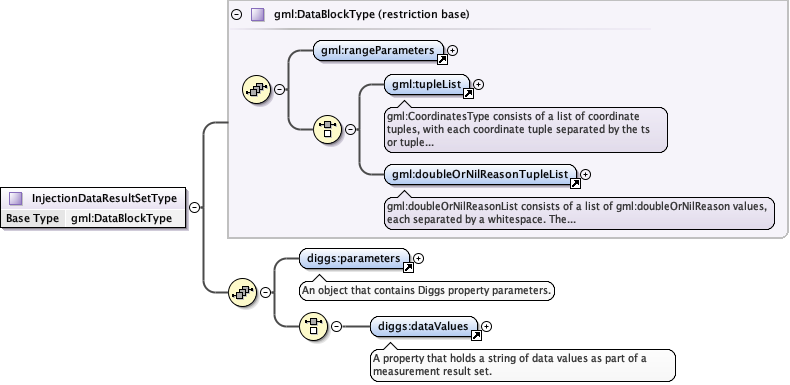 gml:DataBlockType (restriction base)
gml:rangeParameters
gml:tupleList
gml:CoordinatesType consists of a list of coordinate
tuples, with each coordinate tuple separated by the ts
or tuple...
gml:doubleOrNilReasonTupleList
gml:doubleOrNilReasonList consists of a list of gml:doubleOrNilReason values,
each separated by a whitespace. The...
InjectionDataResultSetType
Base Type gml:DataBlockType
diggs:parameters
An object that contains Diggs property parameters.
diggs:dataValues
A property that holds a string of data values as part of a
measurement result set.